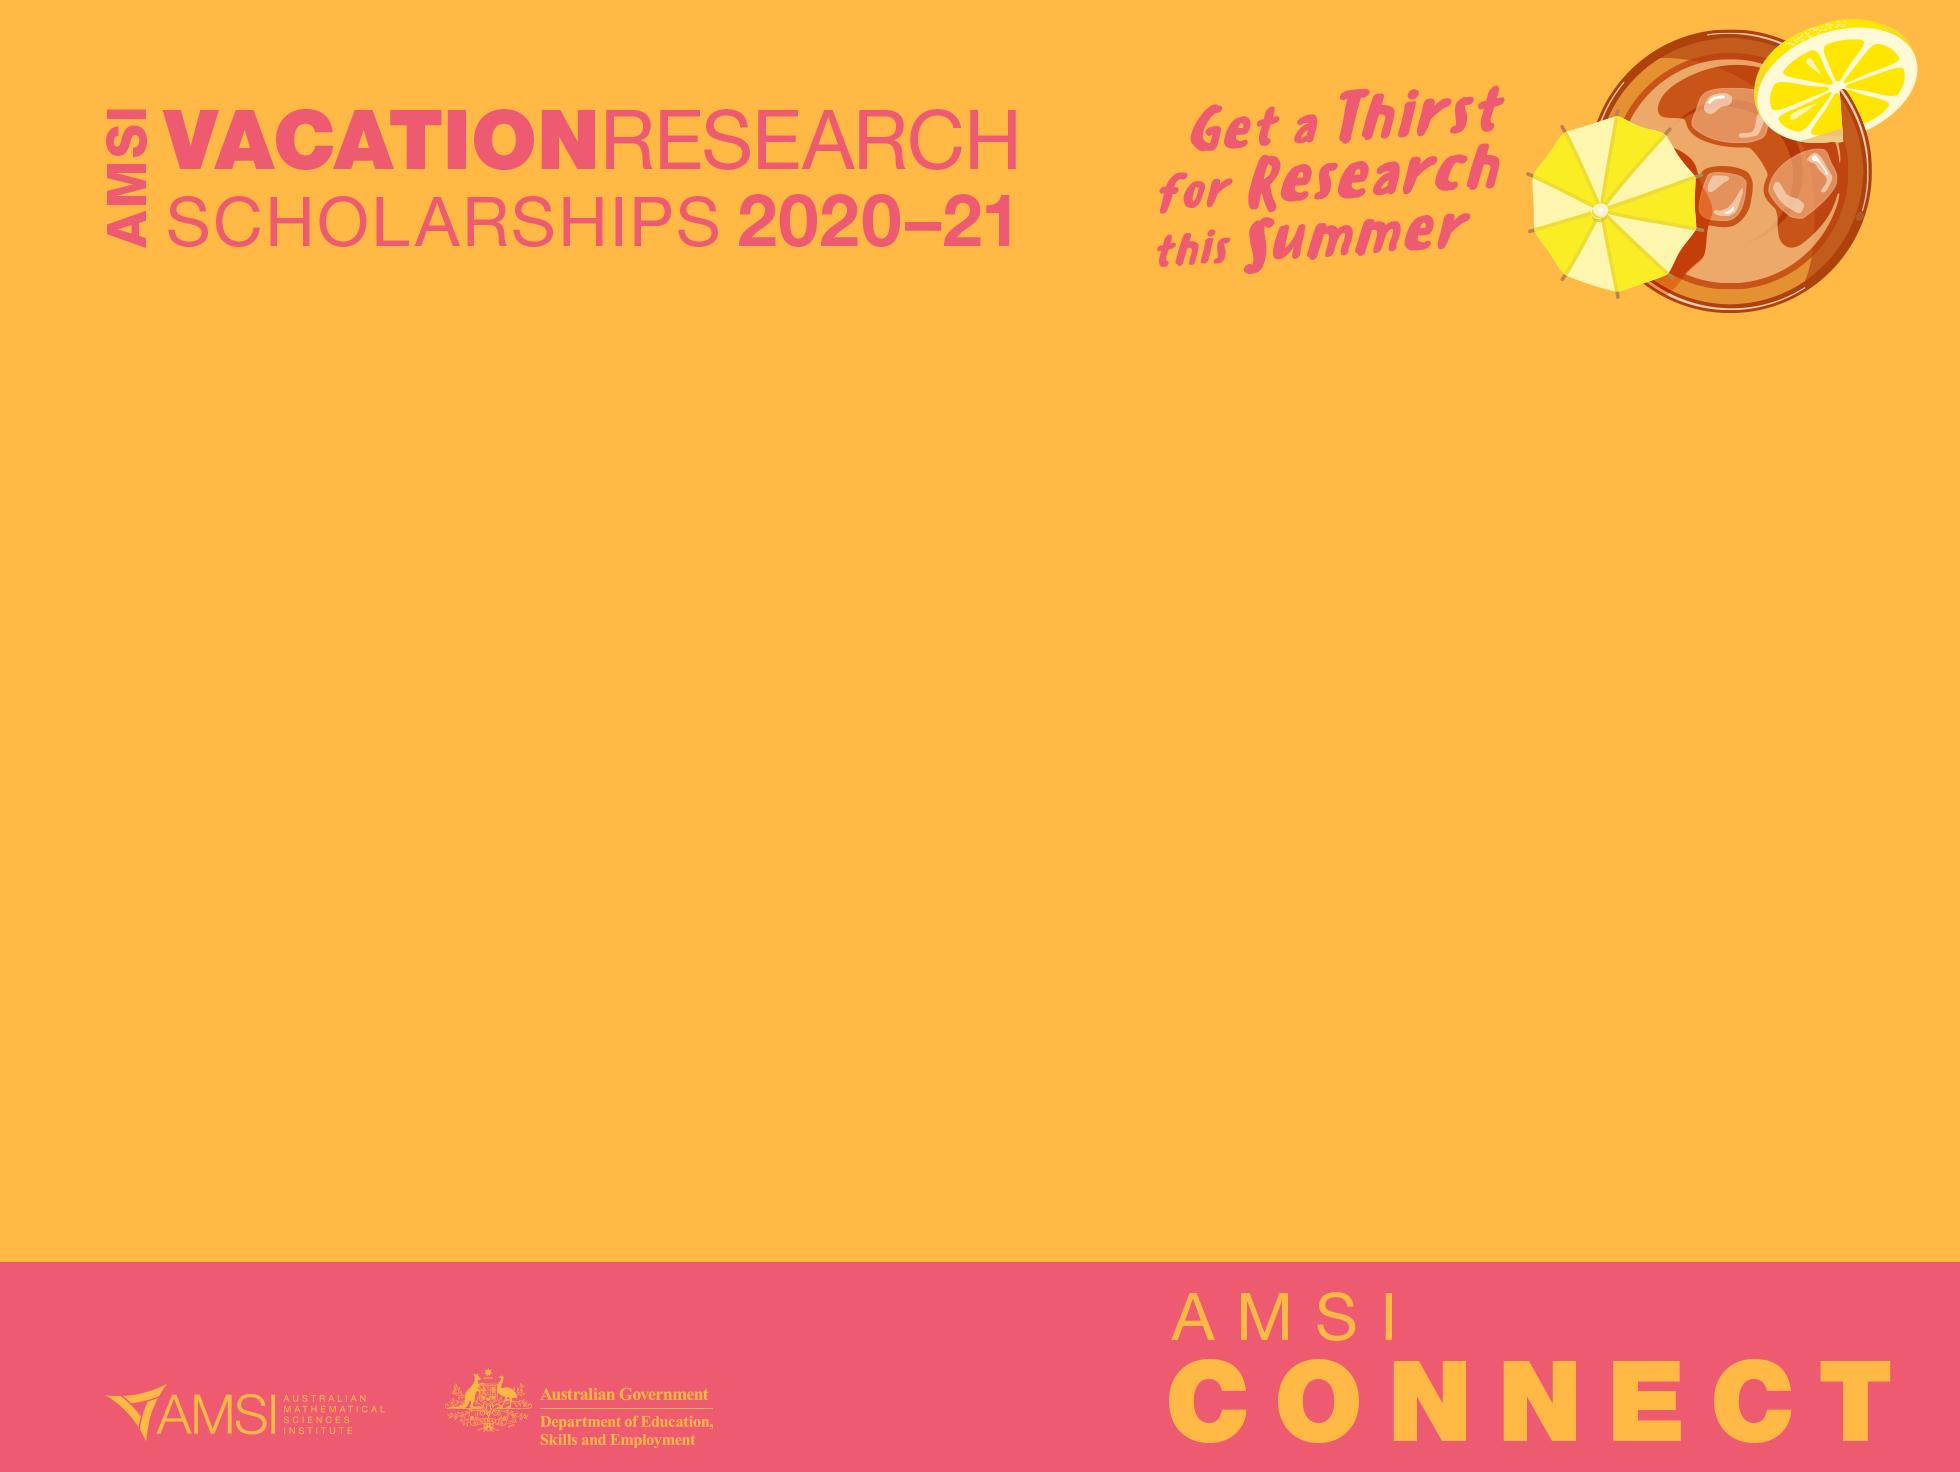 AMSI
VACATIONRESEARCH
SCHOLARSHIPS 2020–21
Get a Thirst
for Research
this Summer
AMSI
AUSTRALIAN
MATHEMATICAL
SCIENCES
INSTITUTE
Australian Government
Department of Education,
Skills and Employment
AMSI
CONNECT